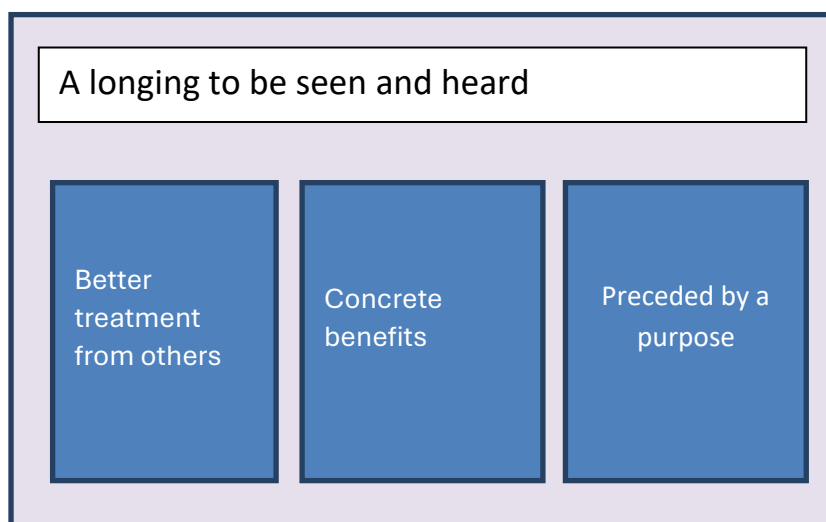 A longing to be seen and heard
Better
treatment
from others
Concrete
benefits
Preceded by a
purpose